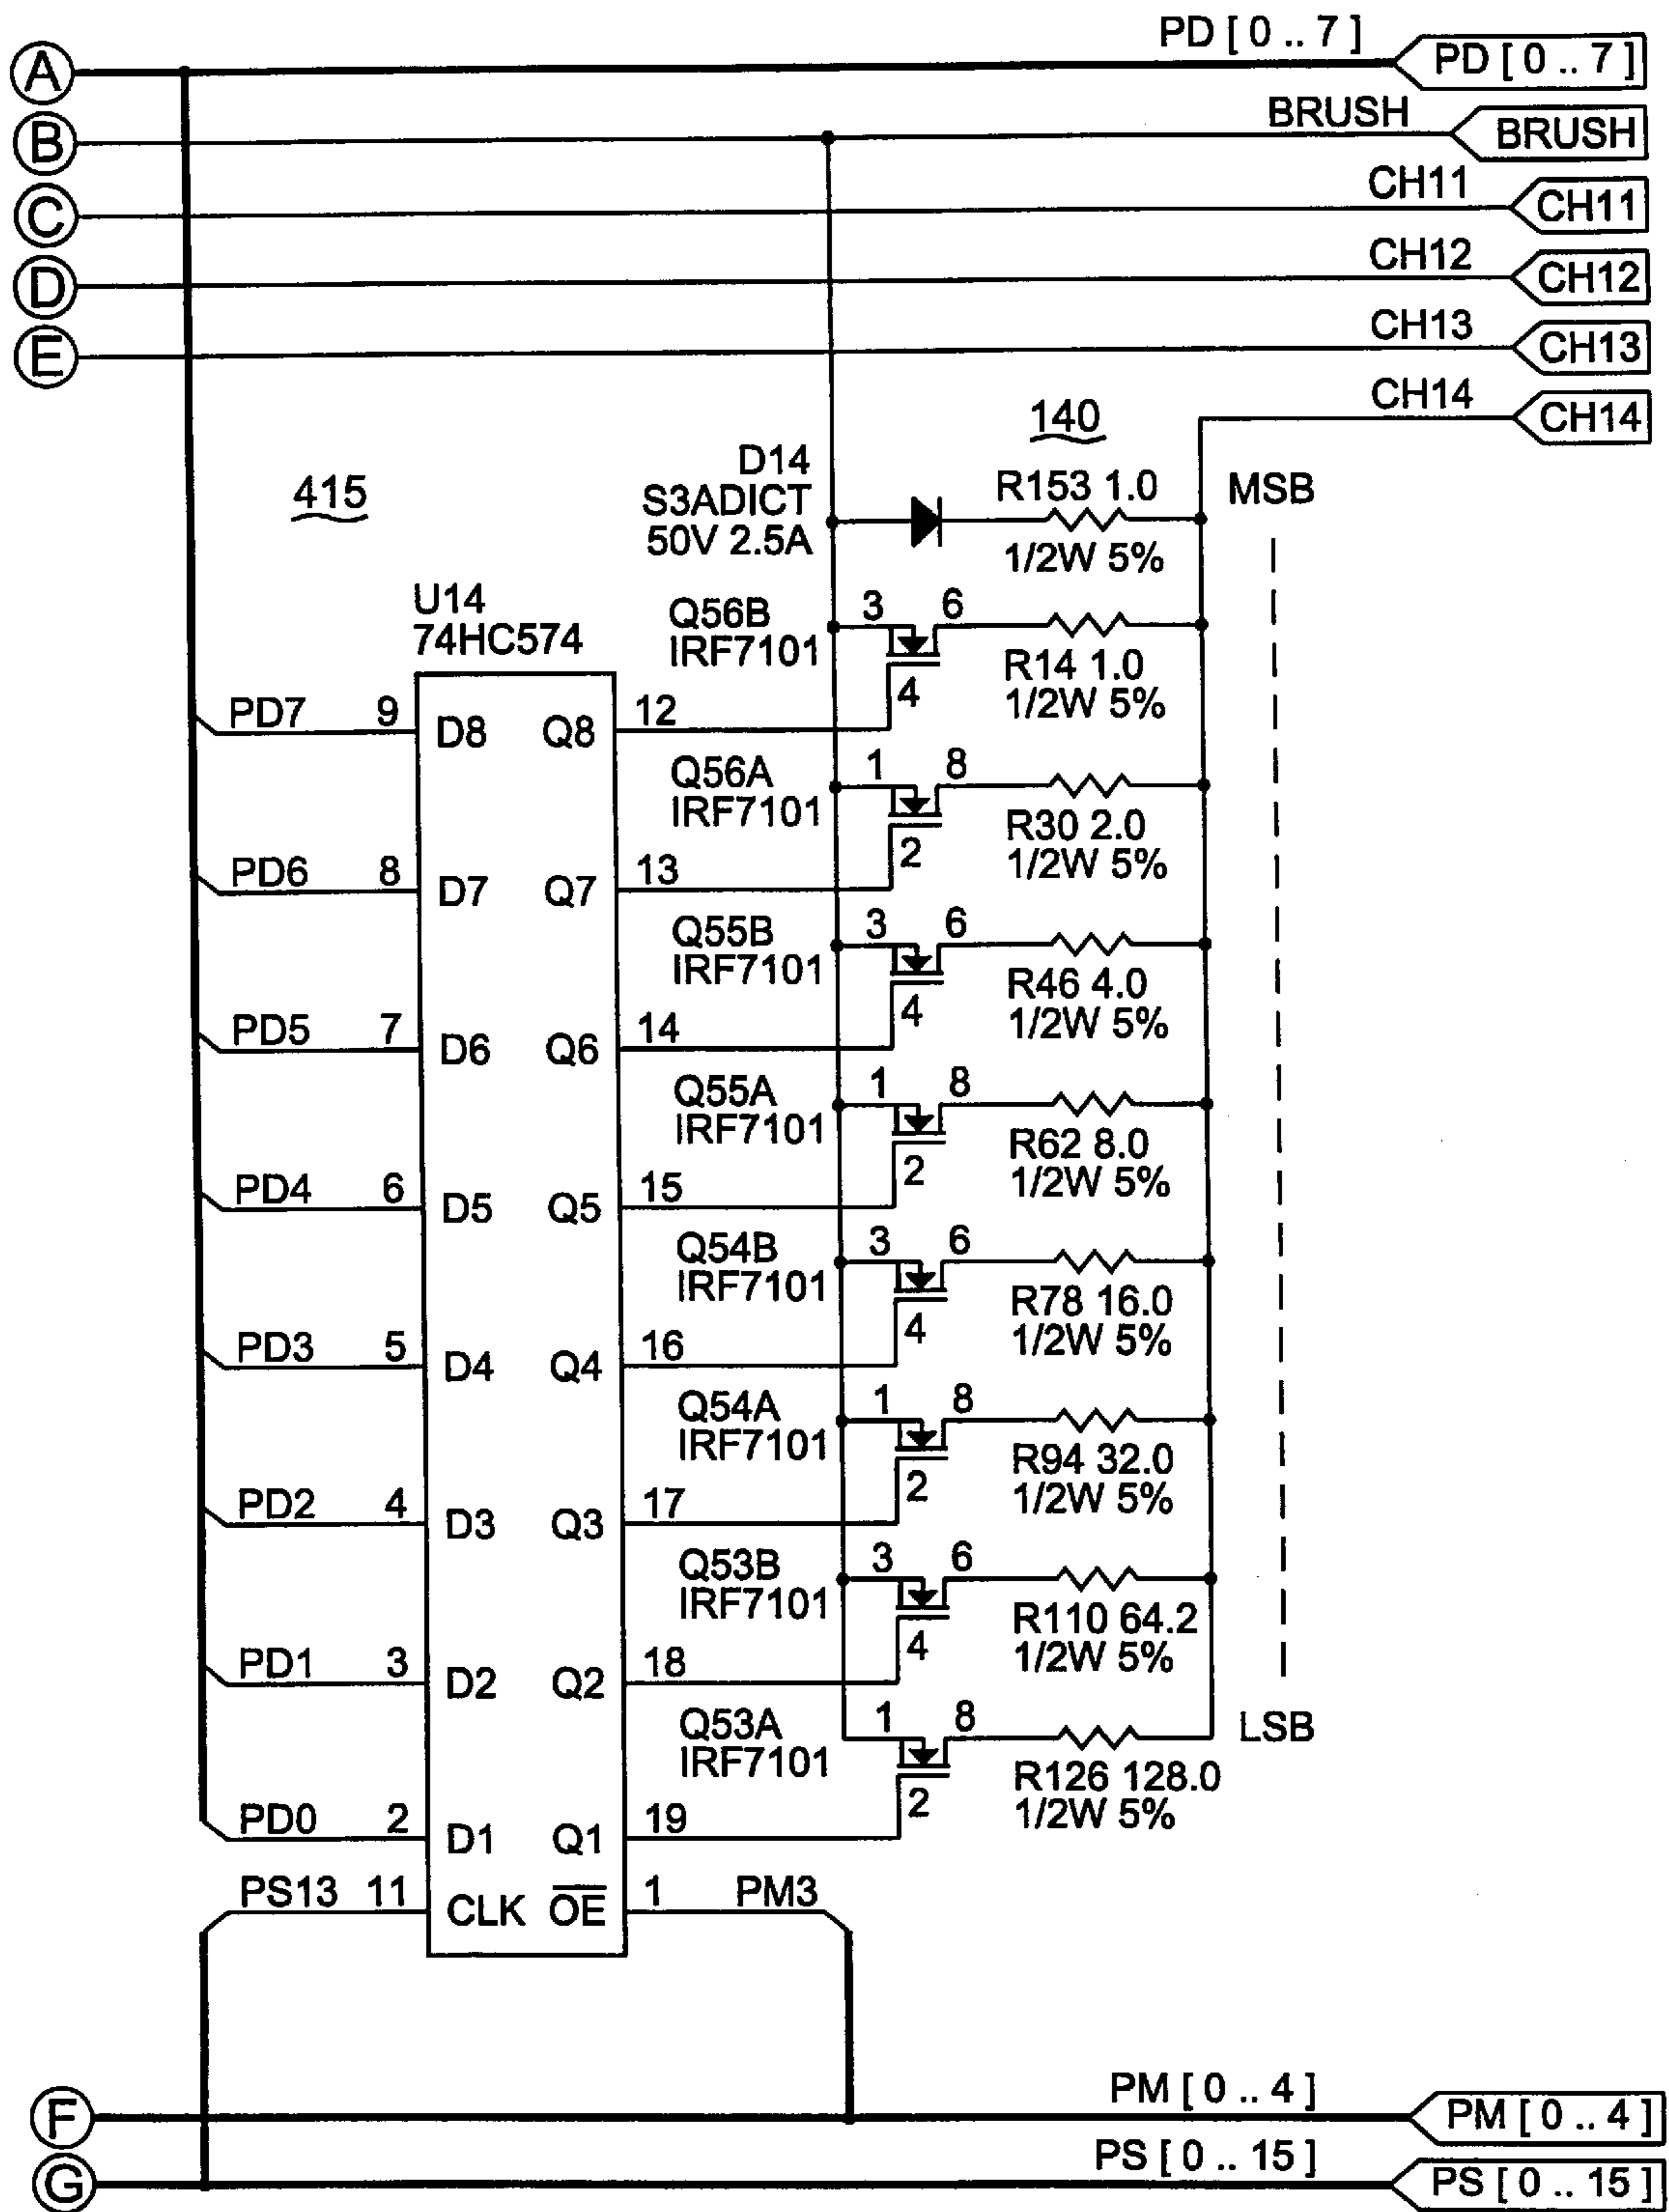 PD [ 0 .. 7 ]
A
PD [ 0 .. 7 ]
BRUSH
B
BRUSH
CH11
C
CH11
CH12
D
CH12
CH13
E
CH13
CH14
CH14
140
415
D14
S3ADICT
50V 2.5A
R153 1.0
1/2W 5%
MSB
U14
74HC574
Q56B
IRF7101
3 6
4
R14 1.0
1/2W 5%
PD7 9 D8 Q8 12
Q56A
IRF7101
1 8
2
R30 2.0
1/2W 5%
PD6 8 D7 Q7 13
Q55B
IRF7101
3 6
4
R46 4.0
1/2W 5%
PD5 7 D6 Q6 14
Q55A
IRF7101
1 8
2
R62 8.0
1/2W 5%
PD4 6 D5 Q5 15
Q54B
IRF7101
3 6
4
R78 16.0
1/2W 5%
PD3 5 D4 Q4 16
Q54A
IRF7101
1 8
2
R94 32.0
1/2W 5%
PD2 4 D3 Q3 17
Q53B
IRF7101
3 6
4
R110 64.2
1/2W 5%
PD1 3 D2 Q2 18
Q53A
IRF7101
1 8
2
R126 128.0
1/2W 5%
LSB
PD0 2 D1 Q1 19
PS13 11 CLK OE 1 PM3
PM [ 0 .. 4 ]
F
PM [ 0 .. 4 ]
PS [ 0 .. 15 ]
G
PS [ 0 .. 15 ]